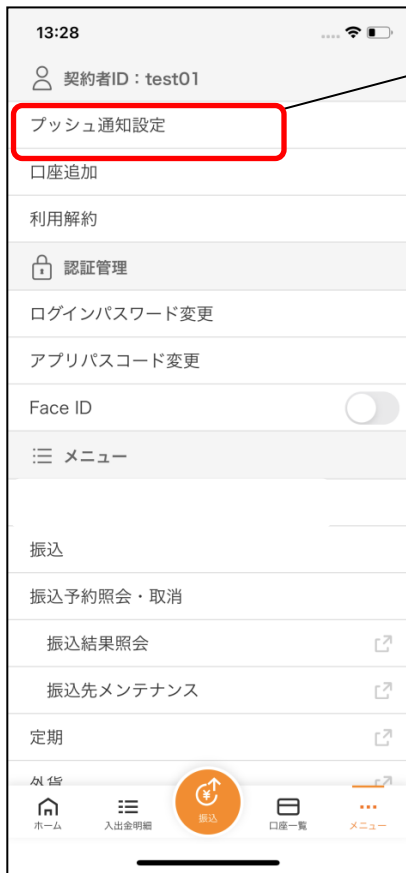 13:28
契約者ID：test01
プッシュ通知設定
口座追加
利用解約
認証管理
ログインパスワード変更
アプリパスコード変更
Face ID
メニュー
振込
振込予約照会・取消
振込結果照会
振込先メンテナンス
定期
外貨
ホーム
入出金明細
振込
口座一覧
メニュー